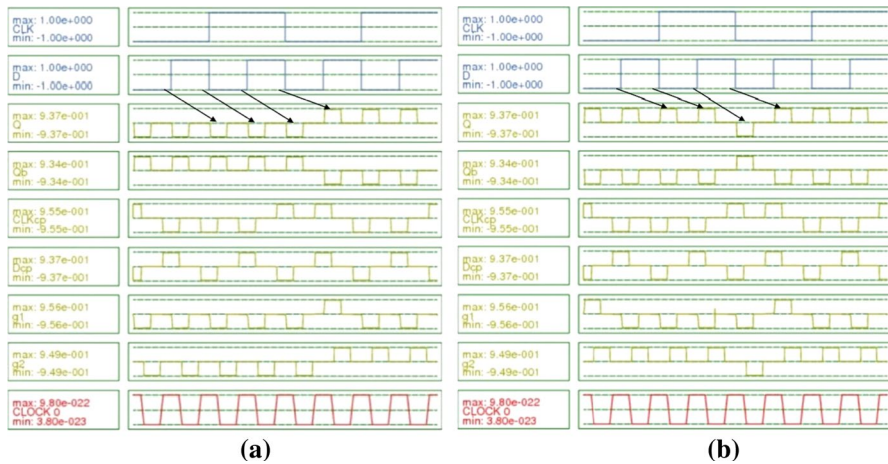 max: 1.00e+000
CLK
min: -1.00e+000
max: 1.00e+000
D
min: -1.00e+000
max: 9.37e-001
Q
min: -9.37e-001
max: 9.34e-001
Qb
min: -9.34e-001
max: 9.55e-001
CLKcp
min: -9.55e-001
max: 9.37e-001
Dcp
min: -9.37e-001
max: 9.56e-001
g1
min: -9.56e-001
max: 9.49e-001
g2
min: -9.49e-001
max: 9.80e-022
CLOCK 0
min: 3.80e-023
(a)
max: 1.00e+000
CLK
min: -1.00e+000
max: 1.00e+000
D
min: -1.00e+000
max: 9.37e-001
Q
min: -9.37e-001
max: 9.34e-001
Qb
min: -9.34e-001
max: 9.55e-001
CLKcp
min: -9.55e-001
max: 9.37e-001
Dcp
min: -9.37e-001
max: 9.56e-001
g1
min: -9.56e-001
max: 9.49e-001
g2
min: -9.49e-001
max: 9.80e-022
CLOCK 0
min: 3.80e-023
(b)